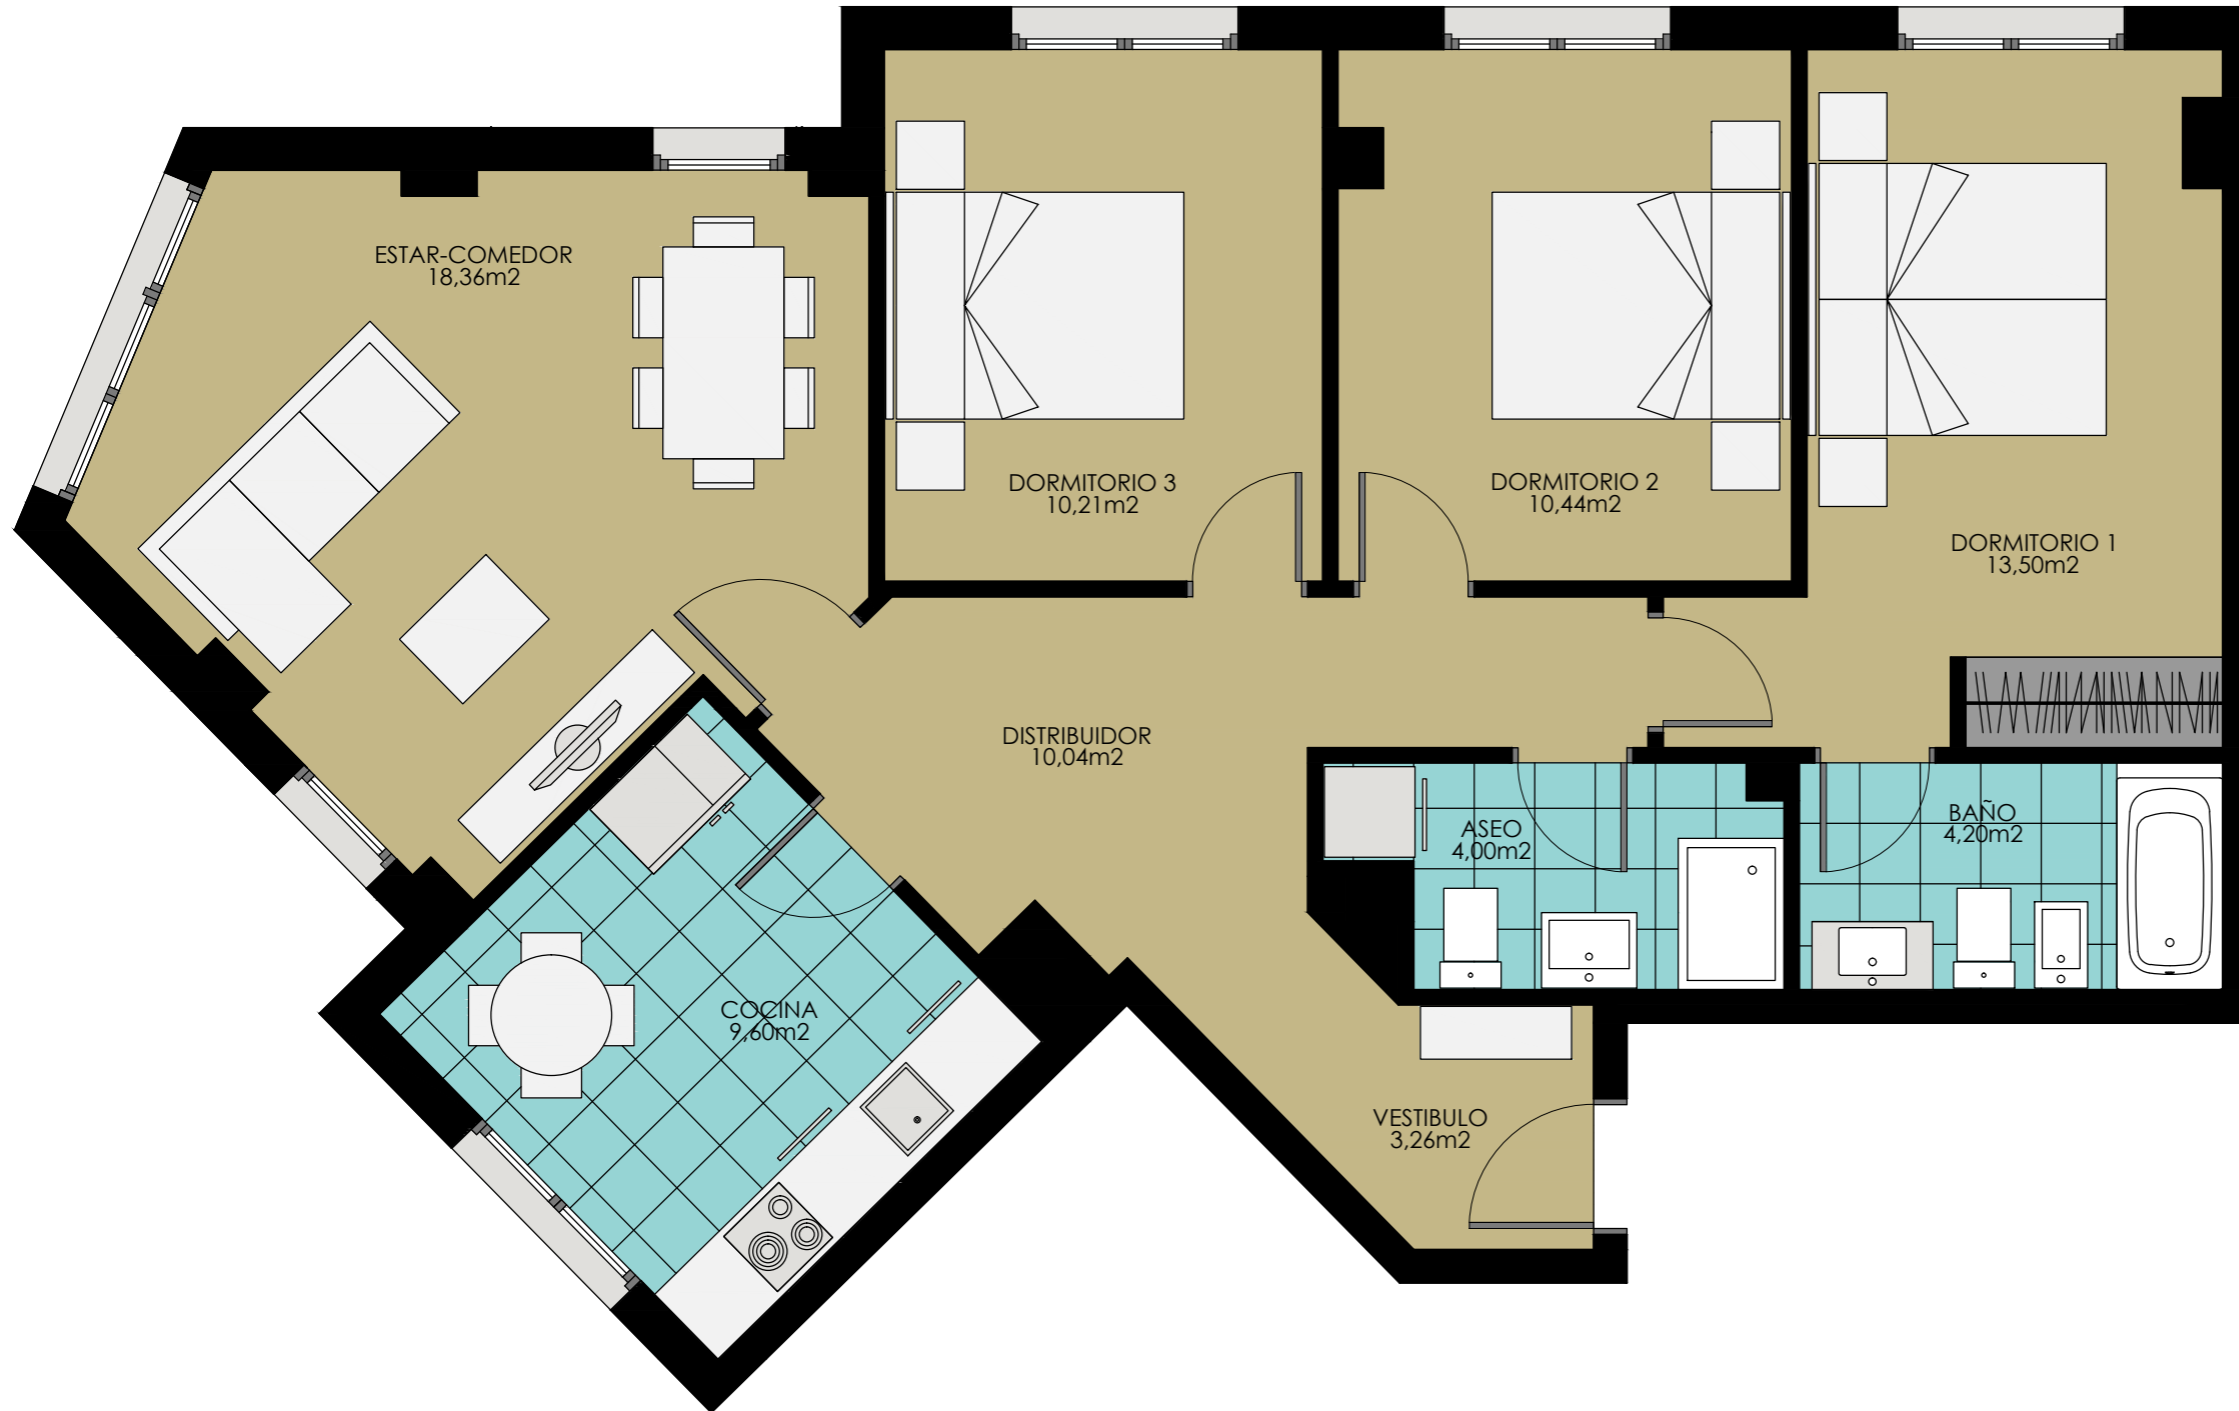 ESTAR-COMEDOR
18,36m2
DORMITORIO 3
10,21m2
DORMITORIO 2
10,44m2
DORMITORIO 1
13,50m2
DISTRIBUIDOR
10,04m2
ASEO
4,00m2
BAÑO
4,20m2
COCINA
9,60m2
VESTIBULO
3,26m2